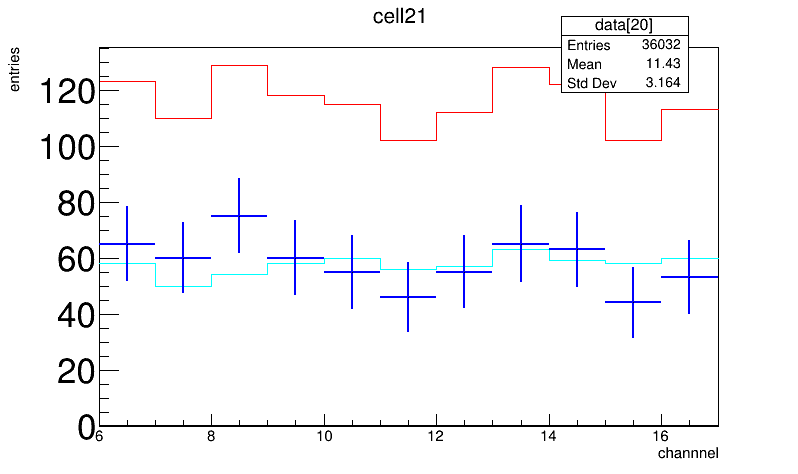 cell21
data[20]
Entries 36032
Mean 11.43
Std Dev 3.164
entries
120
100
80
60
40
20
0
6 8 10 12 14 16
channnel